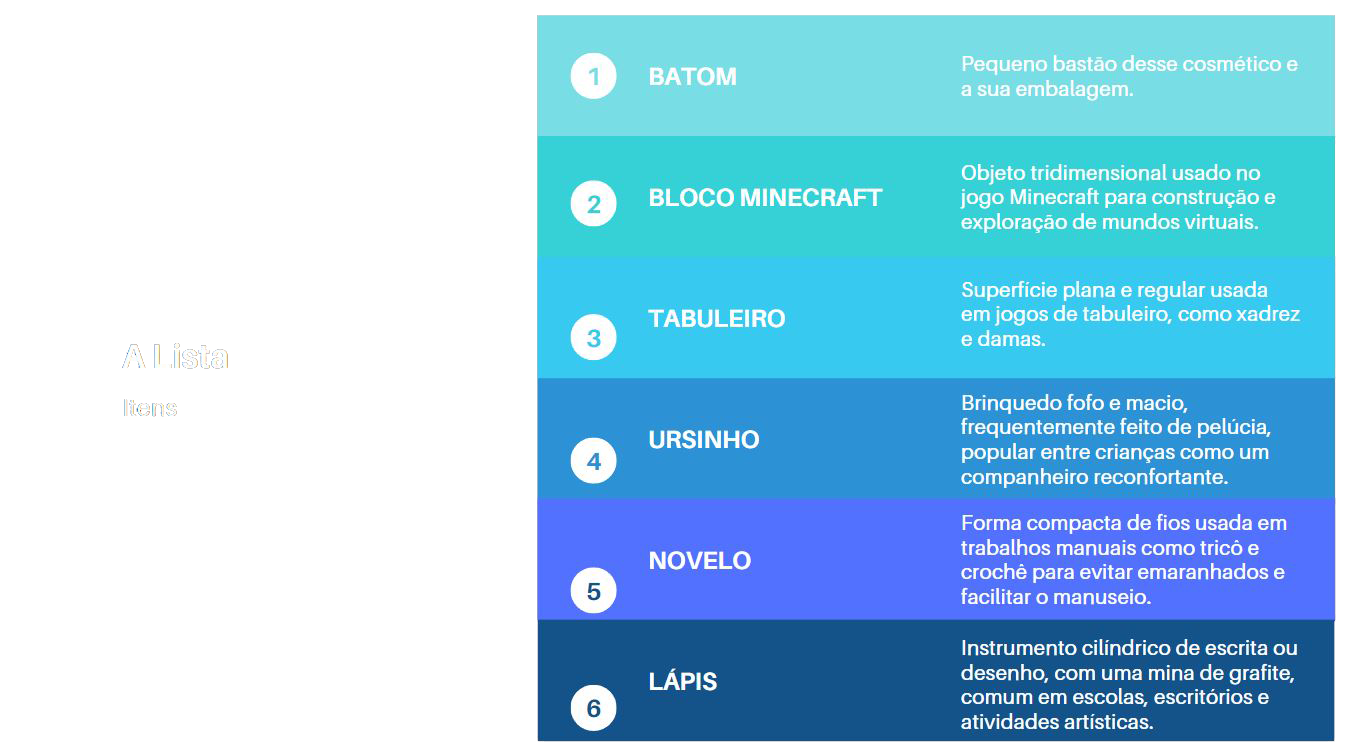 A Lista
Itens
1
BATOM
Pequeno bastão desse cosmético e
a sua embalagem.
2
BLOCO MINECRAFT
Objeto tridimensional usado no
jogo Minecraft para construção e
exploração de mundos virtuais.
3
TABULEIRO
Superfície plana e regular usada
em jogos de tabuleiro, como xadrez
e damas.
4
URSINHO
Brinquedo fofo e macio,
frequentemente feito de pelúcia,
popular entre crianças como um
companheiro reconfortante.
5
NOVELO
Forma compacta de fios usada em
trabalhos manuais como tricô e
crochê para evitar emaranhados e
facilitar o manuseio.
6
LÁPIS
Instrumento cilíndrico de escrita ou
desenho, com uma mina de grafite,
comum em escolas, escritórios e
atividades artísticas.